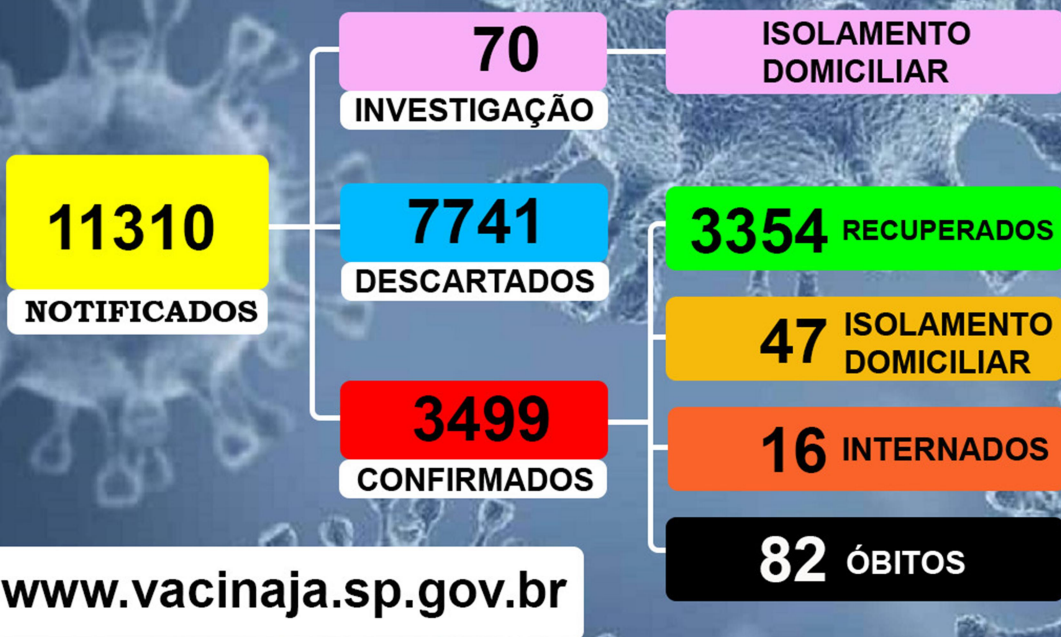 70
INVESTIGAÇÃO
ISOLAMENTO
DOMICILIAR
11310
NOTIFICADOS
7741
DESCARTADOS
3354 RECUPERADOS
47 ISOLAMENTO
DOMICILIAR
3499
CONFIRMADOS
16 INTERNADOS
82 ÓBITOS
www.vacinaja.sp.gov.br